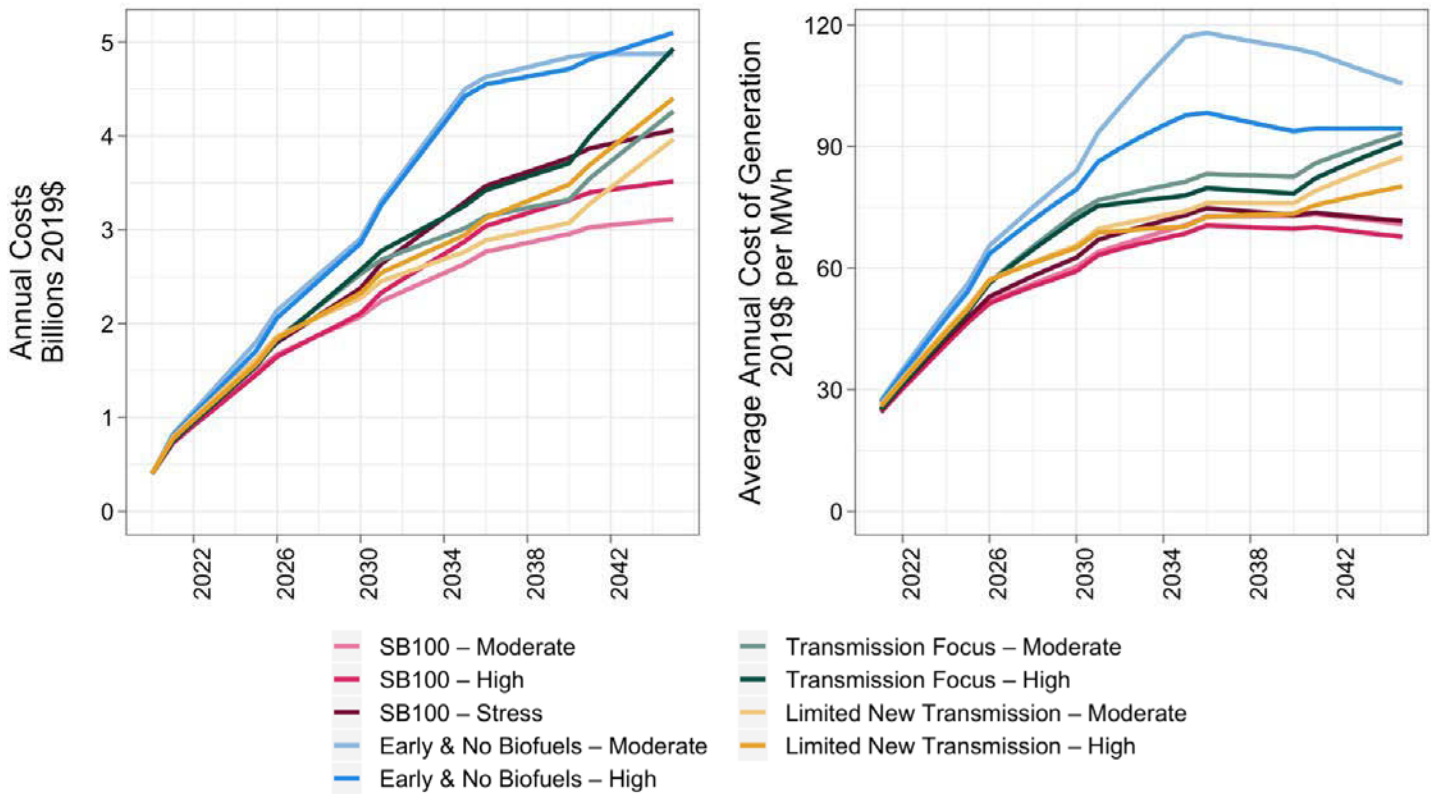 Annual Costs
Billions 2019$
5
4
3
2
1
0
2022
2026
2030
2034
2038
2042
Average Annual Cost of Generation
2019$ per MWh
120
90
60
30
0
2022
2026
2030
2034
2038
2042
SB100 – Moderate
SB100 – High
SB100 – Stress
Early & No Biofuels – Moderate
Early & No Biofuels – High
Transmission Focus – Moderate
Transmission Focus – High
Limited New Transmission – Moderate
Limited New Transmission – High